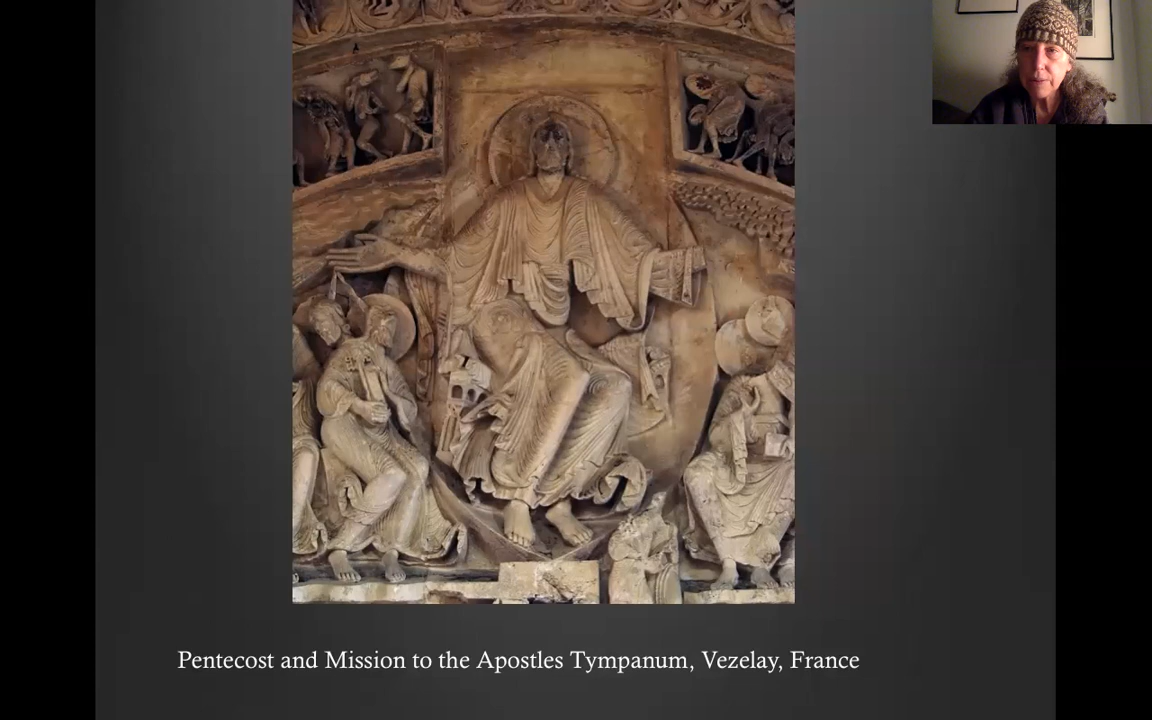 Pentecost and Mission to the Apostles Tympanum, Vezelay, France